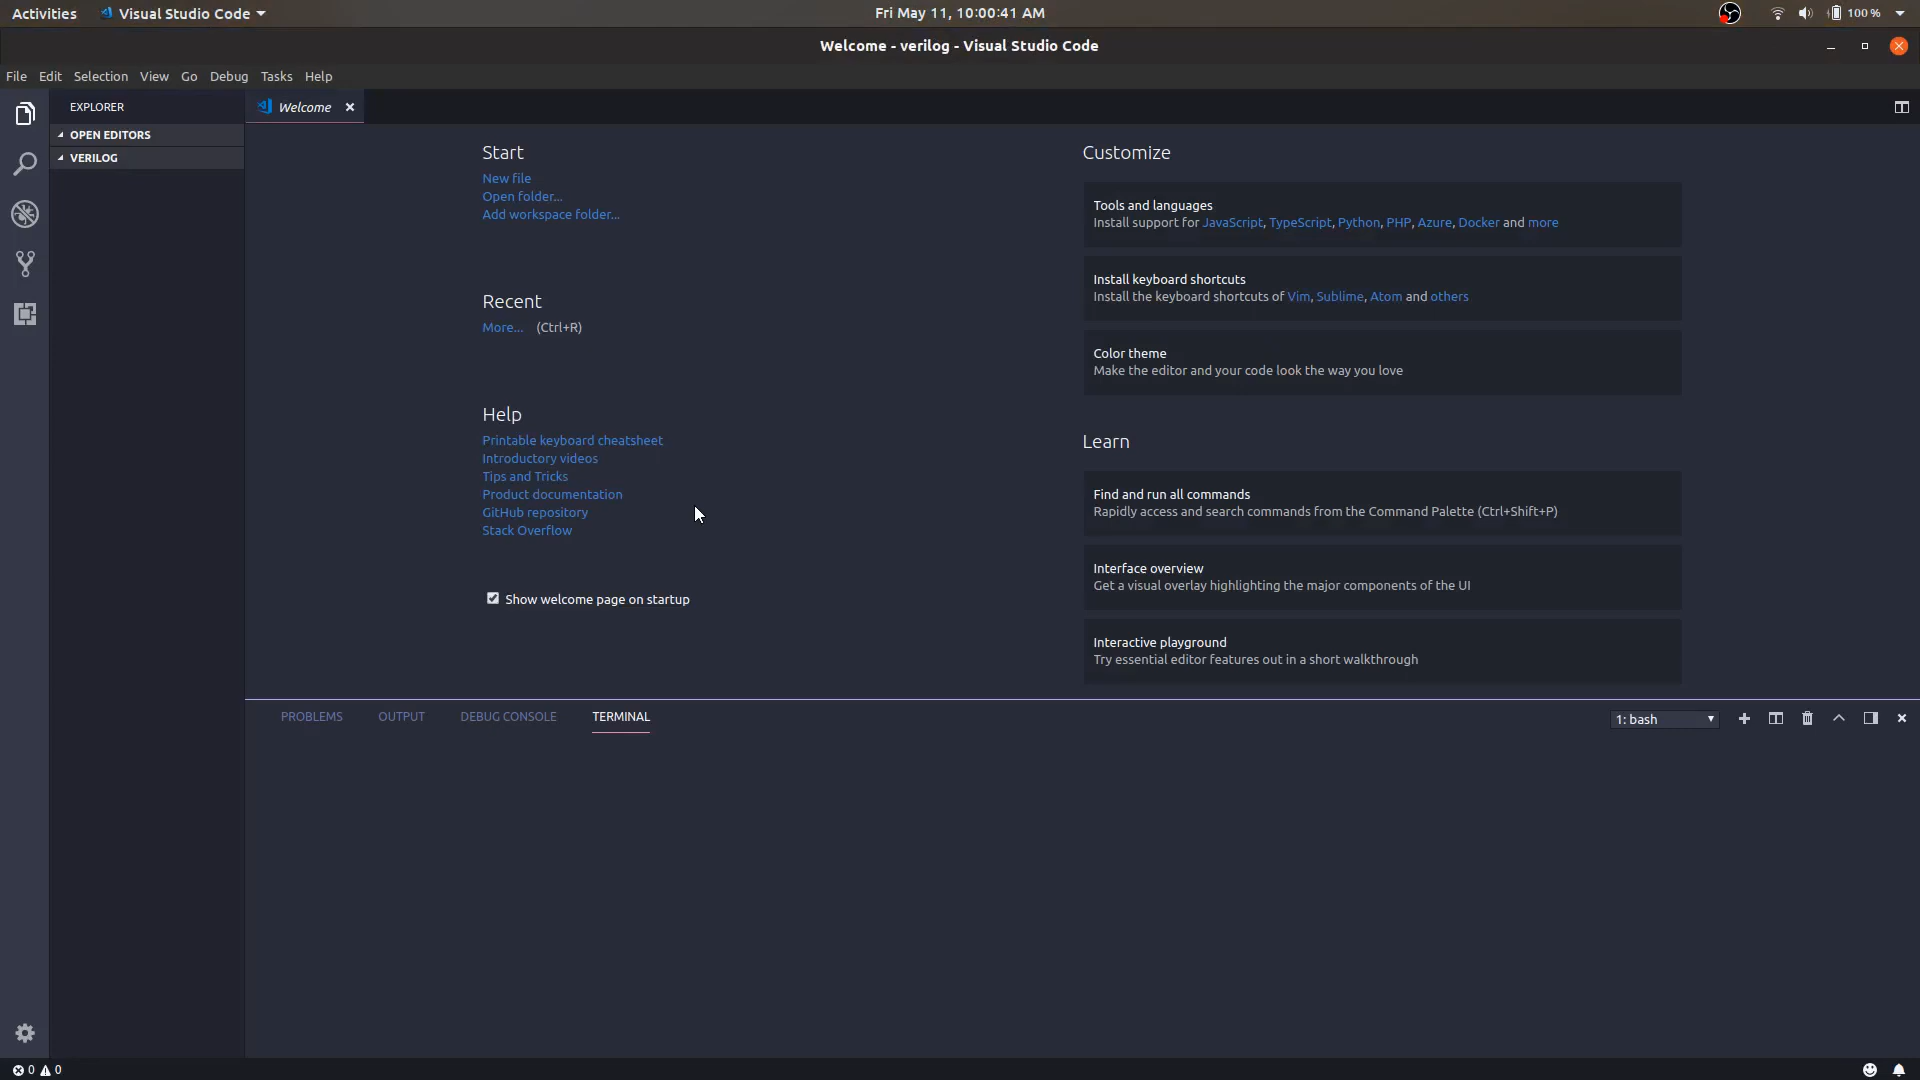 Activities
Visual Studio Code
Fri May 11, 10:00:41 AM
100 %
Welcome - verilog - Visual Studio Code
File Edit Selection View Go Debug Tasks Help
EXPLORER
OPEN EDITORS
VERILOG
Welcome
Start
New file
Open folder...
Add workspace folder...
Recent
More... (Ctrl+R)
Help
Printable keyboard cheatsheet
Introductory videos
Tips and Tricks
Product documentation
GitHub repository
Stack Overflow
Show welcome page on startup
Customize
Tools and languages
Install support for JavaScript, TypeScript, Python, PHP, Azure, Docker and more
Install keyboard shortcuts
Install the keyboard shortcuts of Vim, Sublime, Atom and others
Color theme
Make the editor and your code look the way you love
Learn
Find and run all commands
Rapidly access and search commands from the Command Palette (Ctrl+Shift+P)
Interface overview
Get a visual overlay highlighting the major components of the UI
Interactive playground
Try essential editor features out in a short walkthrough
PROBLEMS OUTPUT DEBUG CONSOLE TERMINAL
1: bash
0 0